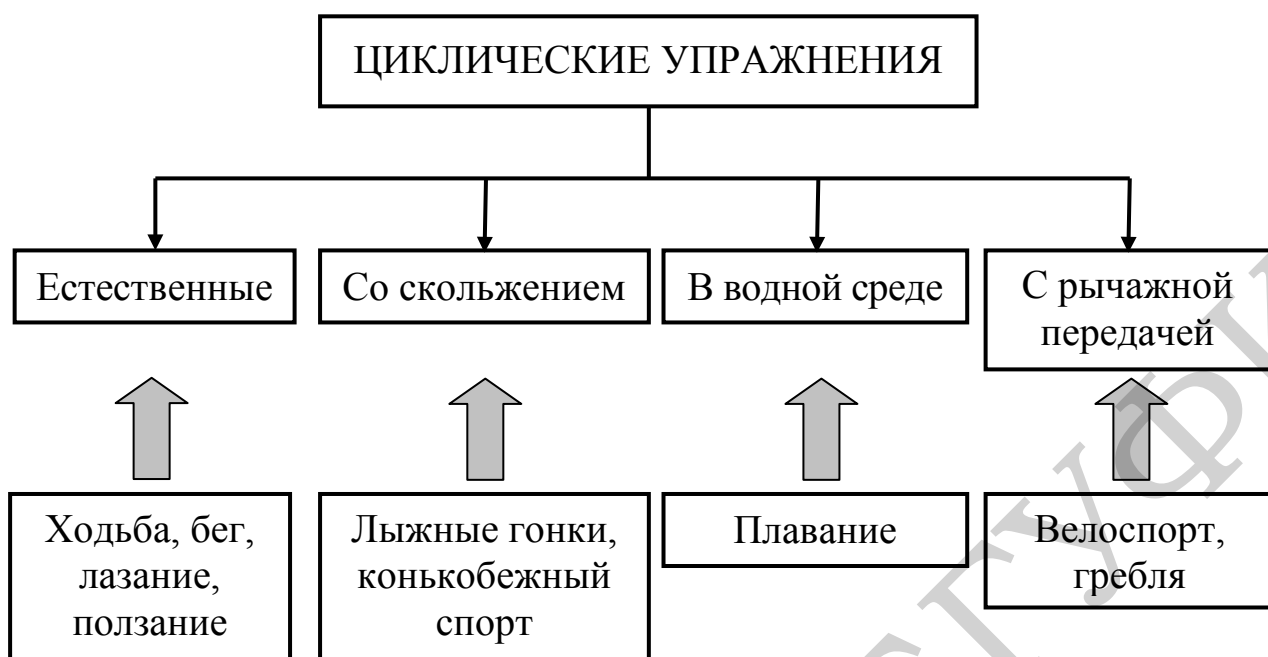 ЦИКЛИЧЕСКИЕ УПРАЖНЕНИЯ
Естественные
Со скольжением
В водной среде
С рычажной
передачей
Ходьба, бег,
лазание,
ползание
Лыжные гонки,
конькобежный
спорт
Плавание
Велоспорт,
гребля